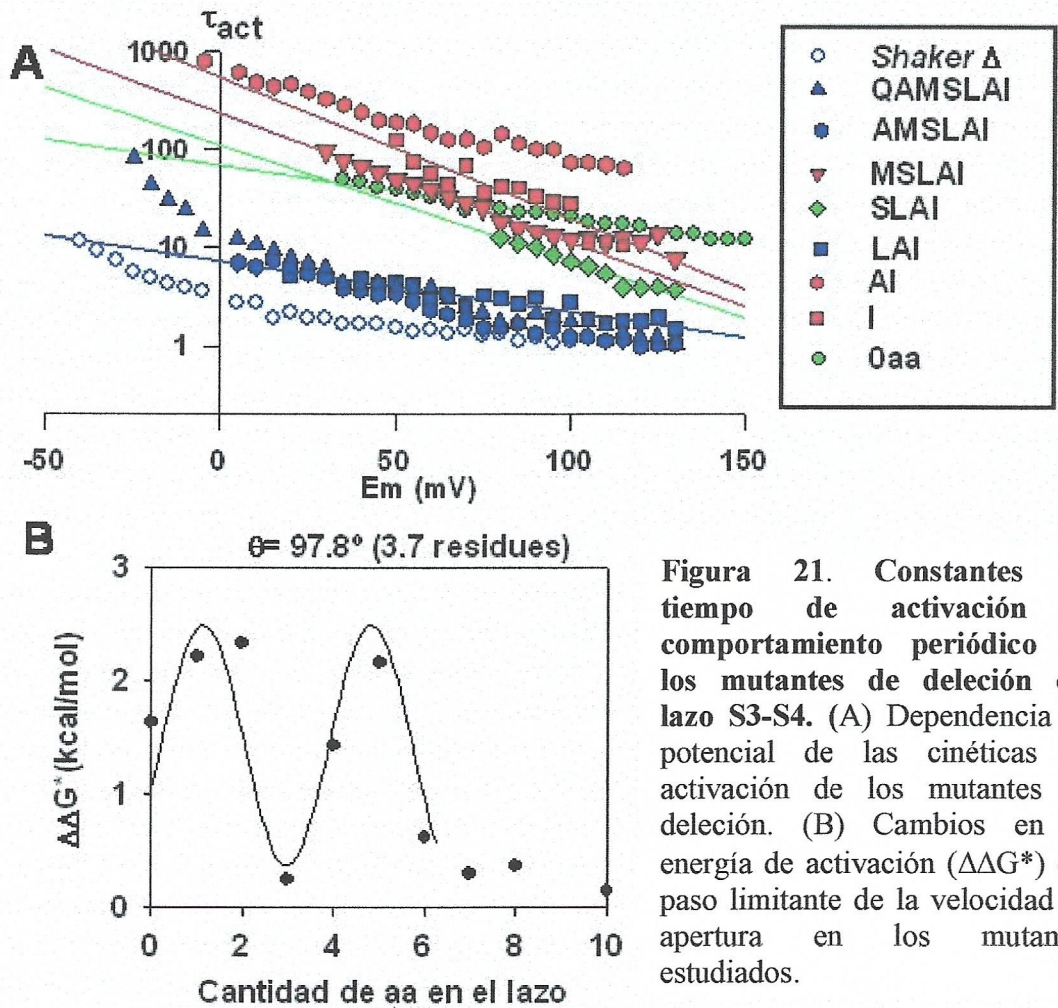 τact
A
1000
100
10
1
-50
0
50
100
150
Em (mV)
Shaker Δ
QAMSLAI
AMSLAI
MSLAI
SLAI
LAI
AI
I
0aa
B
θ= 97.8° (3.7 residues)
3
2
1
0
ΔΔG* (kcal/mol)
0
2
4
6
8
10
Cantidad de aa en el lazo
Figura 21. Constantes
tiempo de activación
comportamiento periódico
los mutantes de deleción
lazo S3-S4. (A) Dependencia
potencial de las cinéticas
activación de los mutantes
deleción. (B) Cambios en
energía de activación (ΔΔG*)
paso limitante de la velocidad
apertura en los mutan
estudiados.